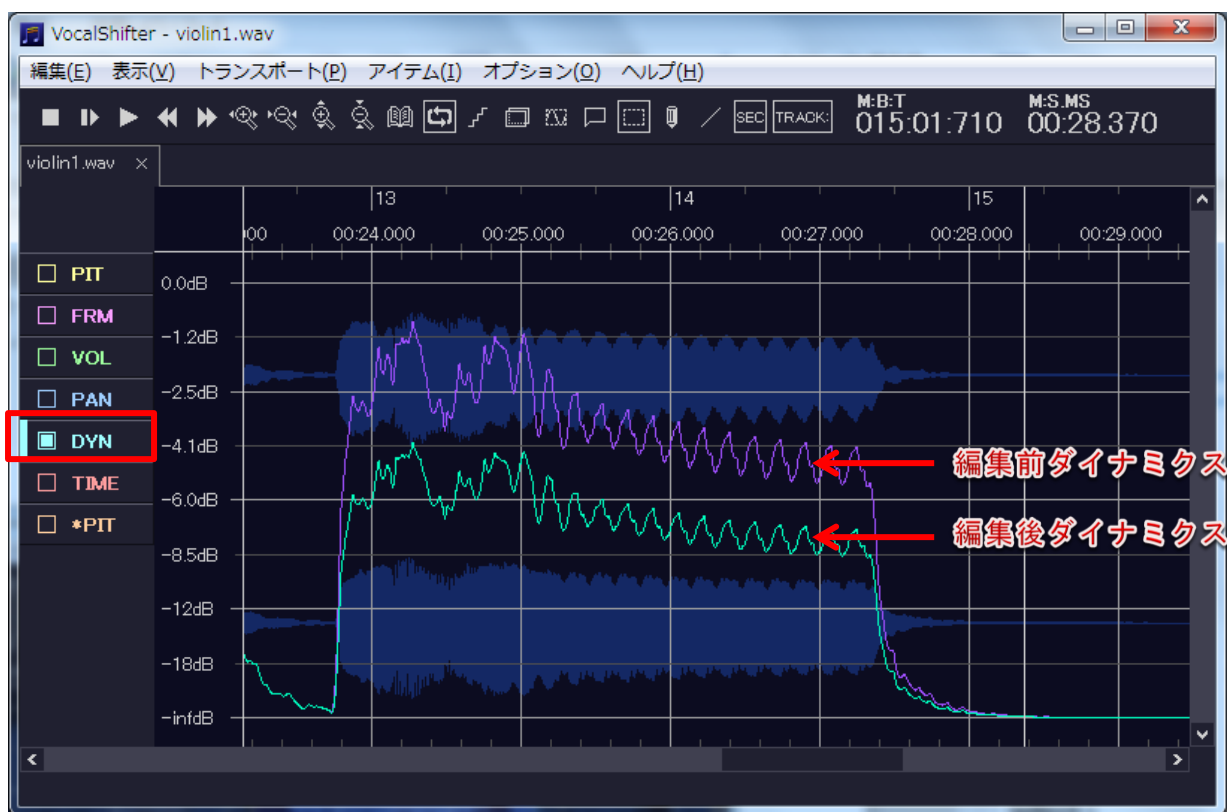 VocalShifter - violin1.wav
編集(E) 表示(V) トランスポート(P) アイテム(I) オプション(O) ヘルプ(H)
SEC TRACK:
M:B:T
015:01:710
M:S.MS
00:28.370
violin1.wav ×
13 14 15
00 00:24.000 00:25.000 00:26.000 00:27.000 00:28.000 00:29.000
PIT
FRM
VOL
PAN
DYN
TIME
*PIT
0.0dB
-1.2dB
-2.5dB
-4.1dB
-6.0dB
-8.5dB
-12dB
-18dB
-infdB
編集前ダイナミクス
編集後ダイナミクス